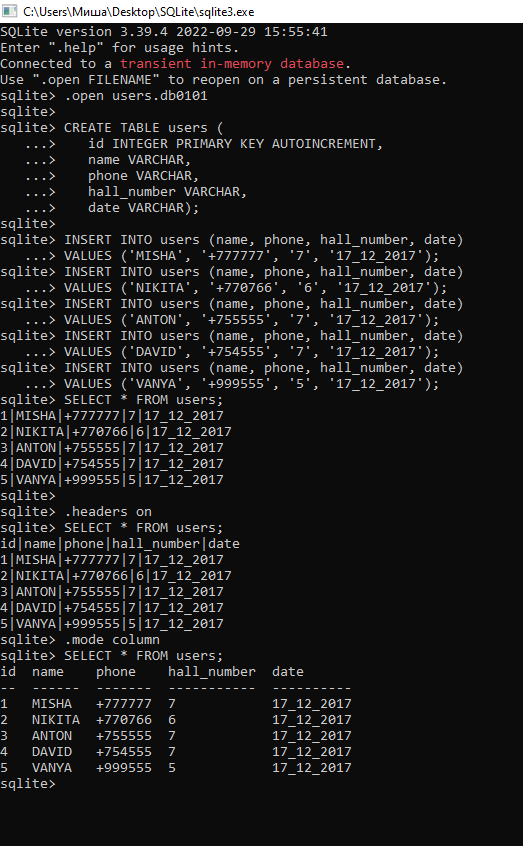 C:\Users\Миша\Desktop\SQLite\sqlite3.exe
SQLite version 3.39.4 2022-09-29 15:55:41
Enter ".help" for usage hints.
Connected to a transient in-memory database.
Use ".open FILENAME" to reopen on a persistent database.
sqlite> .open users.db0101
sqlite>
sqlite> CREATE TABLE users (
   ...>    id INTEGER PRIMARY KEY AUTOINCREMENT,
   ...>    name VARCHAR,
   ...>    phone VARCHAR,
   ...>    hall_number VARCHAR,
   ...>    date VARCHAR);
sqlite>
sqlite> INSERT INTO users (name, phone, hall_number, date)
   ...> VALUES ('MISHA', '+777777', '7', '17_12_2017');
sqlite> INSERT INTO users (name, phone, hall_number, date)
   ...> VALUES ('NIKITA', '+770766', '6', '17_12_2017');
sqlite> INSERT INTO users (name, phone, hall_number, date)
   ...> VALUES ('ANTON', '+755555', '7', '17_12_2017');
sqlite> INSERT INTO users (name, phone, hall_number, date)
   ...> VALUES ('DAVID', '+754555', '7', '17_12_2017');
sqlite> INSERT INTO users (name, phone, hall_number, date)
   ...> VALUES ('VANYA', '+999555', '5', '17_12_2017');
sqlite> SELECT * FROM users;
1|MISHA|+777777|7|17_12_2017
2|NIKITA|+770766|6|17_12_2017
3|ANTON|+755555|7|17_12_2017
4|DAVID|+754555|7|17_12_2017
5|VANYA|+999555|5|17_12_2017
sqlite>
sqlite> .headers on
sqlite> SELECT * FROM users;
id|name|phone|hall_number|date
1|MISHA|+777777|7|17_12_2017
2|NIKITA|+770766|6|17_12_2017
3|ANTON|+755555|7|17_12_2017
4|DAVID|+754555|7|17_12_2017
5|VANYA|+999555|5|17_12_2017
sqlite> .mode column
sqlite> SELECT * FROM users;
id  name    phone    hall_number  date
--  ------  -------  -----------  ----------
1   MISHA   +777777  7            17_12_2017
2   NIKITA  +770766  6            17_12_2017
3   ANTON   +755555  7            17_12_2017
4   DAVID   +754555  7            17_12_2017
5   VANYA   +999555  5            17_12_2017
sqlite>